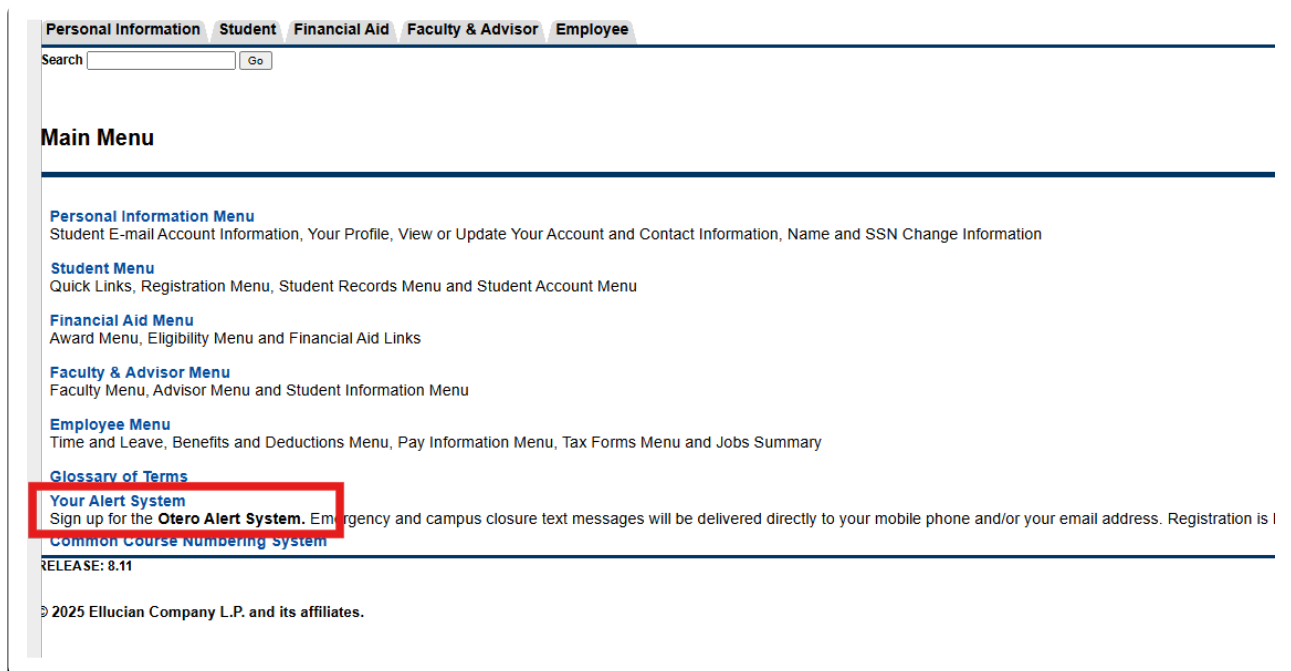 Personal Information Student Financial Aid Faculty & Advisor Employee
Search Go
Main Menu
Personal Information Menu
Student E-mail Account Information, Your Profile, View or Update Your Account and Contact Information, Name and SSN Change Information
Student Menu
Quick Links, Registration Menu, Student Records Menu and Student Account Menu
Financial Aid Menu
Award Menu, Eligibility Menu and Financial Aid Links
Faculty & Advisor Menu
Faculty Menu, Advisor Menu and Student Information Menu
Employee Menu
Time and Leave, Benefits and Deductions Menu, Pay Information Menu, Tax Forms Menu and Jobs Summary
Glossary of Terms
Your Alert System
Sign up for the Otero Alert System. Emergency and campus closure text messages will be delivered directly to your mobile phone and/or your email address. Registration is
Common Course Numbering System
RELEASE: 8.11
© 2025 Ellucian Company L.P. and its affiliates.